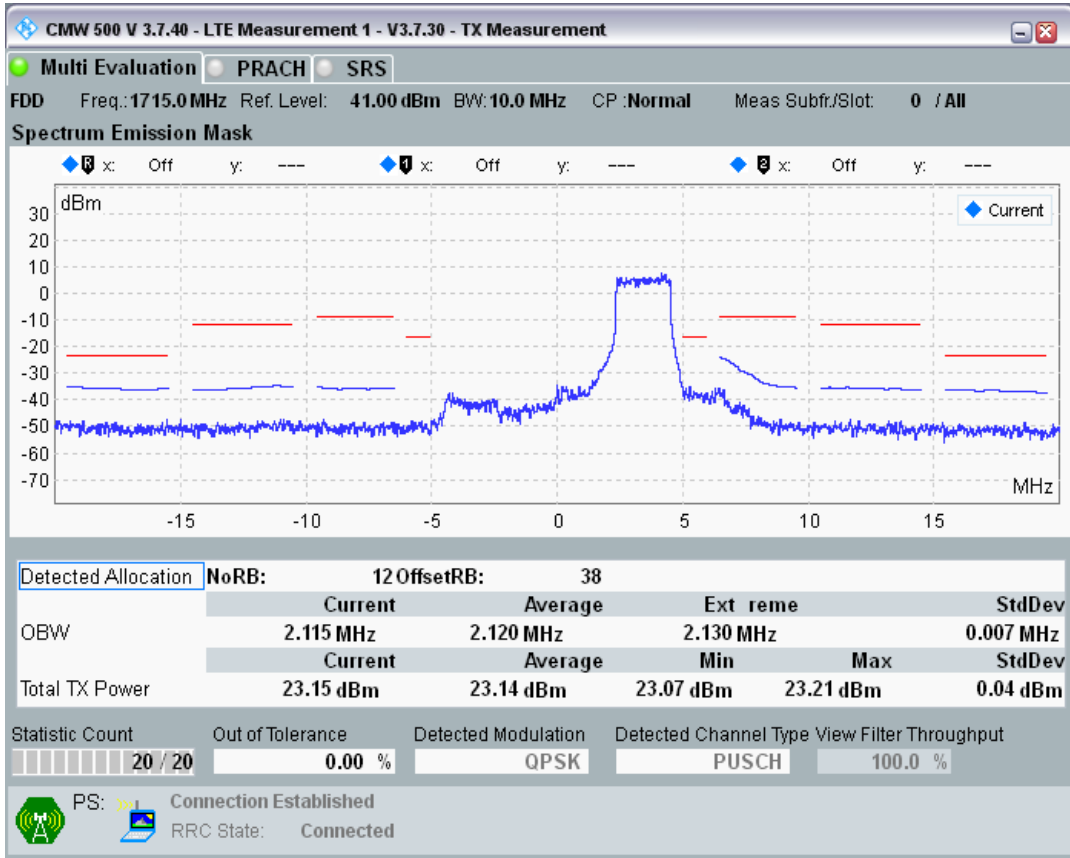 CMW 500 V 3.7.40 - LTE Measurement 1 - V3.7.30 - TX Measurement
Multi Evaluation PRACH SRS
FDD Freq.: 1715.0 MHz Ref. Level: 41.00 dBm BW: 10.0 MHz CP :Normal Meas Subfr./Slot: 0 / All
Spectrum Emission Mask
R x: Off y: --- 1 x: Off y: --- 2 x: Off y: ---
dBm
Current
30
20
10
0
-10
-20
-30
-40
-50
-60
-70
MHz
-15 -10 -5 0 5 10 15
Detected Allocation NoRB: 12 OffsetRB: 38
Current Average Ext reme StdDev
OBW 2.115 MHz 2.120 MHz 2.130 MHz 0.007 MHz
Current Average Min Max StdDev
Total TX Power 23.15 dBm 23.14 dBm 23.07 dBm 23.21 dBm 0.04 dBm
Statistic Count Out of Tolerance Detected Modulation Detected Channel Type View Filter Throughput
20 / 20 0.00 % QPSK PUSCH 100.0 %
PS: Connection Established
RRC State: Connected